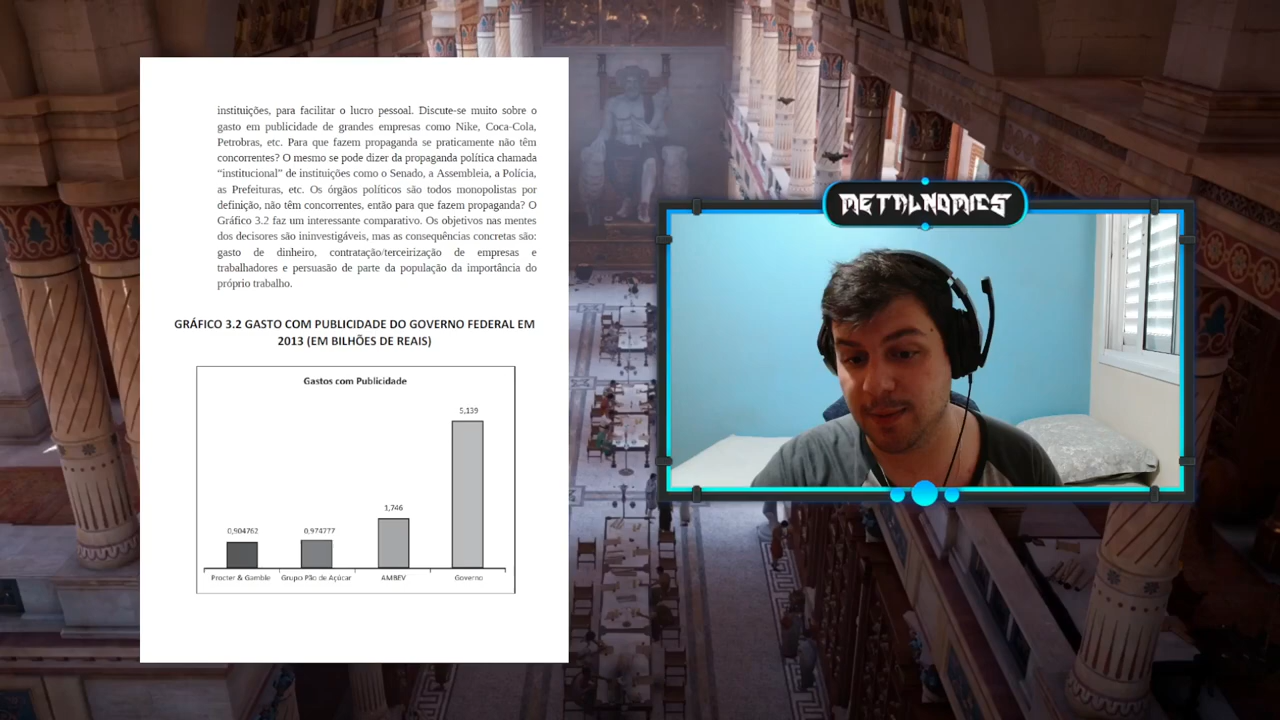 instituições, para facilitar o lucro pessoal. Discute-se muito sobre o
gasto em publicidade de grandes empresas como Nike, Coca-Cola,
Petrobras, etc. Para que fazem propaganda se praticamente não têm
concorrentes? O mesmo se pode dizer da propaganda política chamada
“institucional” de instituições como o Senado, a Assembleia, a Polícia,
as Prefeituras, etc. Os órgãos políticos são todos monopolistas por
definição, não têm concorrentes, então para que fazem propaganda? O
Gráfico 3.2 faz um interessante comparativo. Os objetivos nas mentes
dos decisores são ininvestigáveis, mas as consequências concretas são:
gasto de dinheiro, contratação/terceirização de empresas e
trabalhadores e persuasão de parte da população da importância do
próprio trabalho.
GRÁFICO 3.2 GASTO COM PUBLICIDADE DO GOVERNO FEDERAL EM
2013 (EM BILHÕES DE REAIS)
Gastos com Publicidade
5,139
1,746
0,904762 0,974777
Procter & Gamble Grupo Pão de Açúcar AMBEV Governo
METALNOMICS